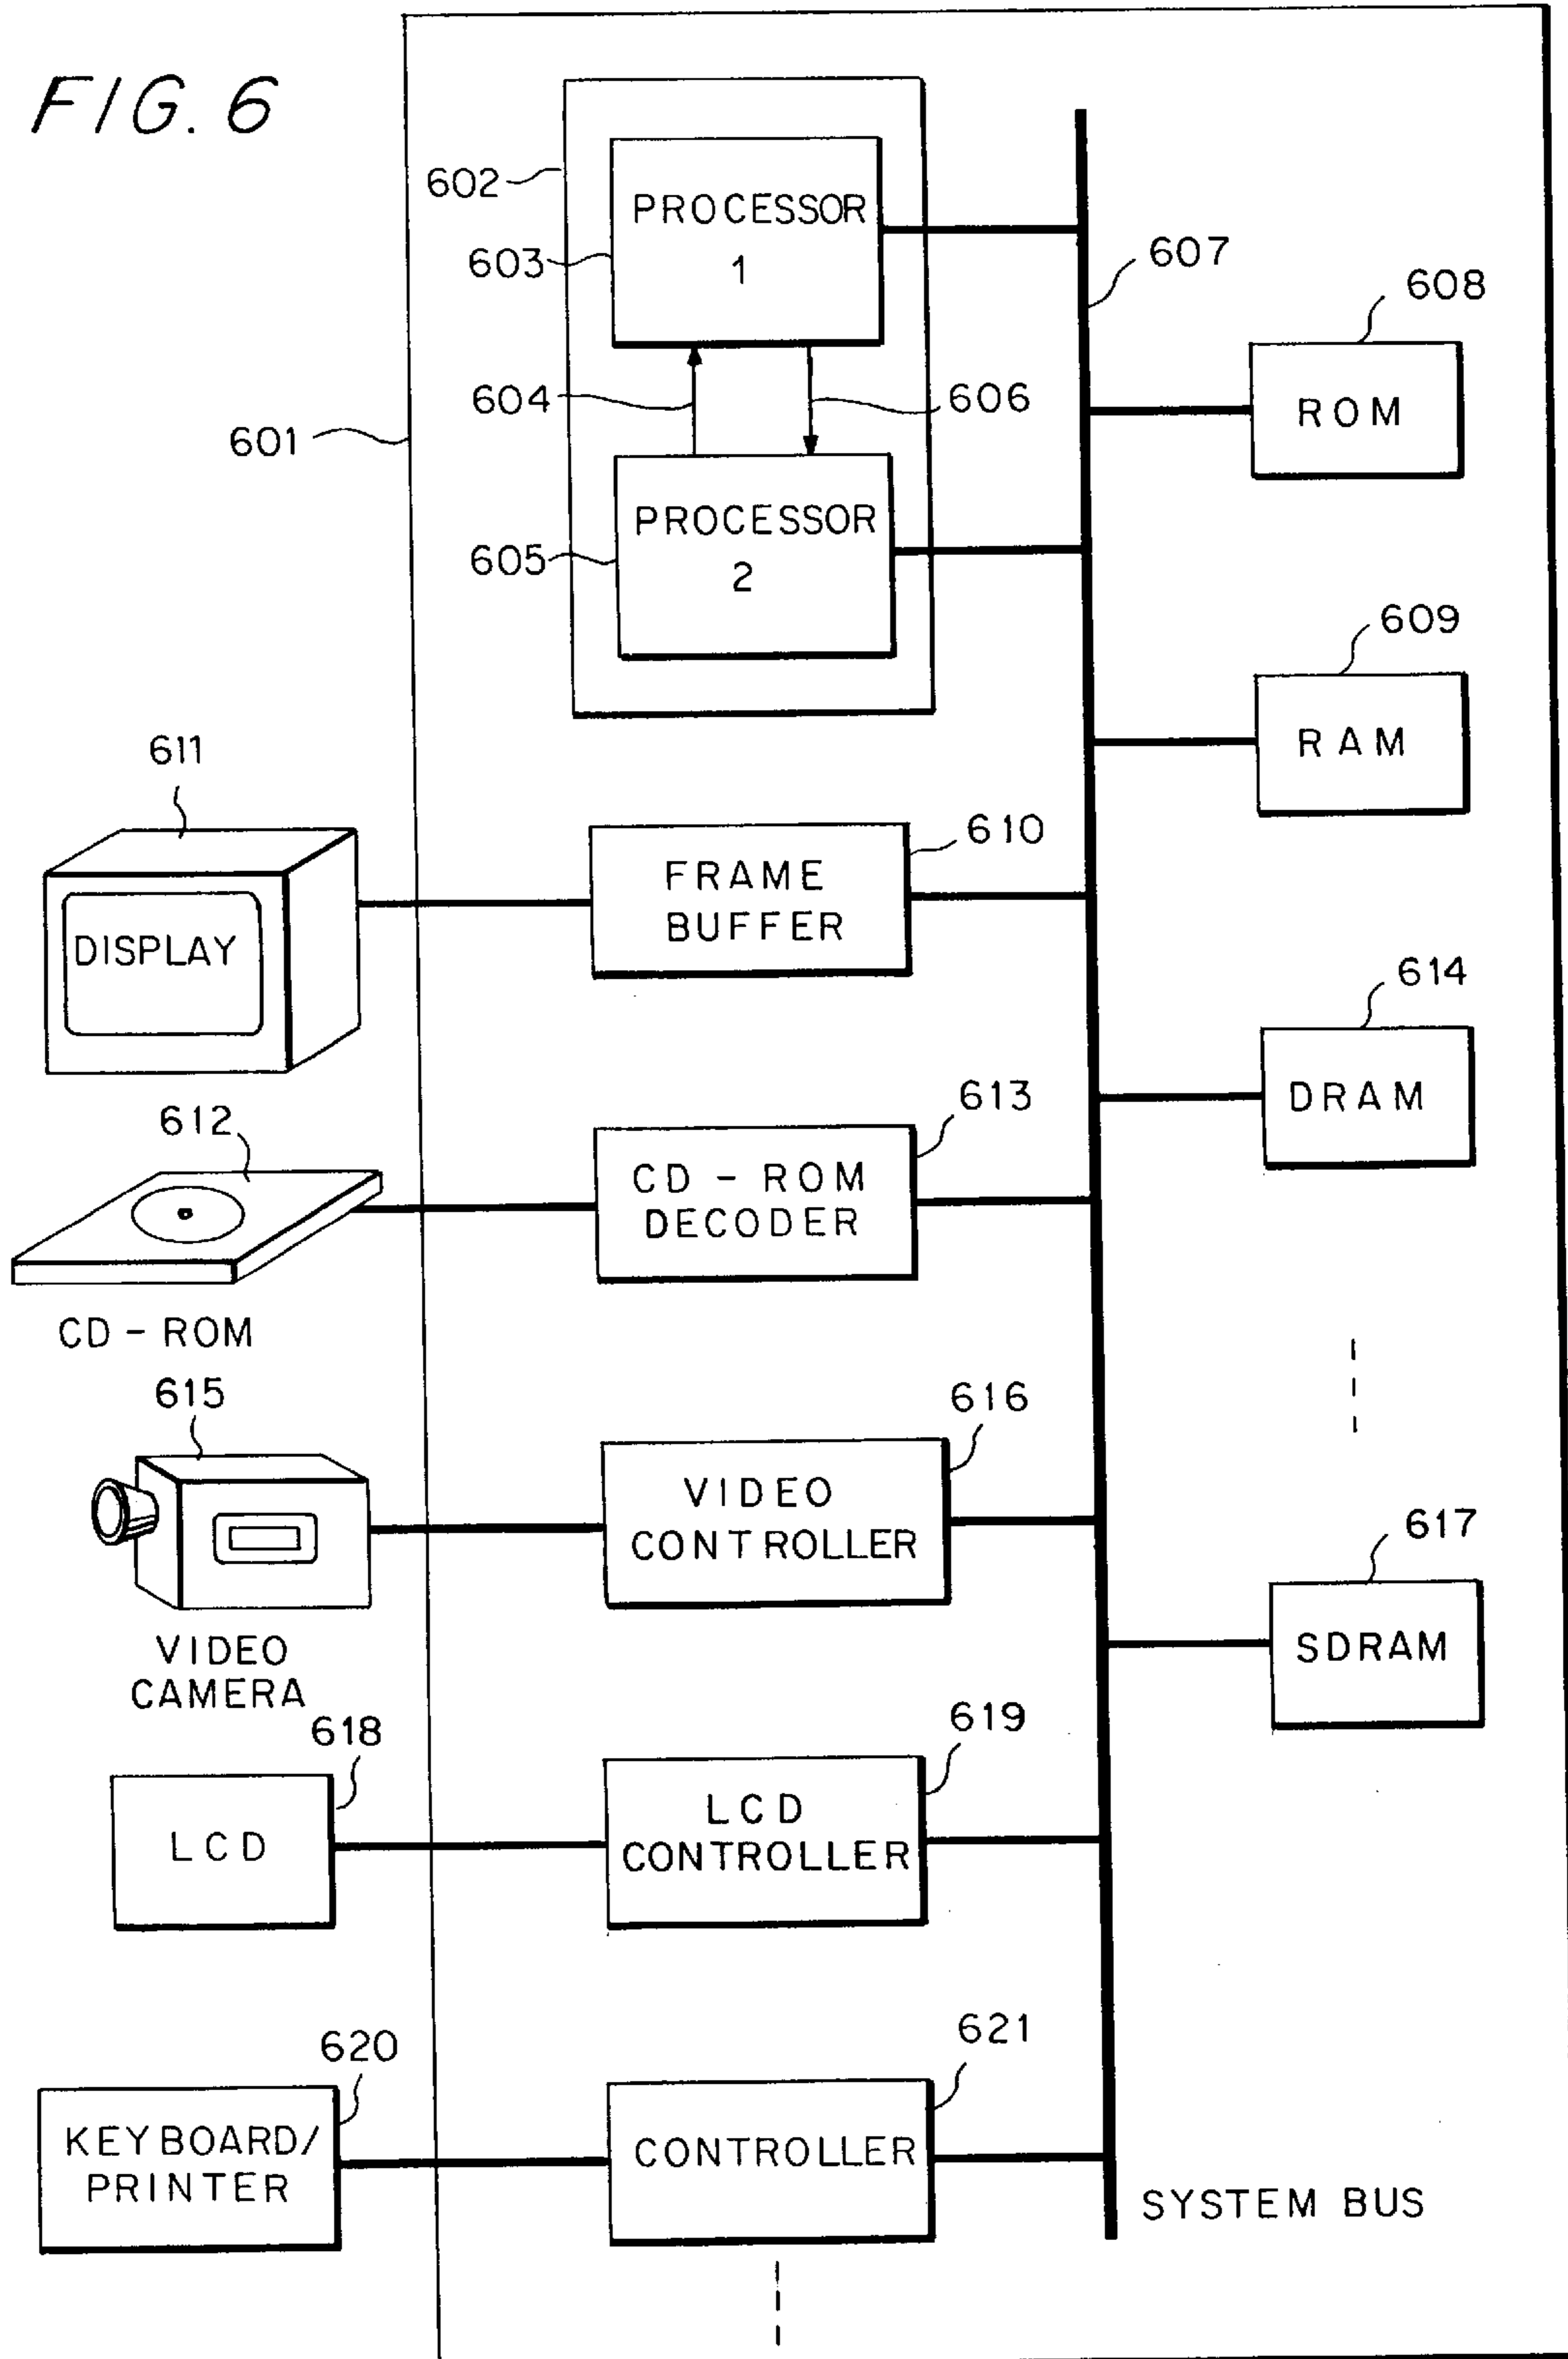 FIG. 6
602
PROCESSOR
1
603
607
608
ROM
604
606
601
PROCESSOR
2
605
609
RAM
611
DISPLAY
610
FRAME
BUFFER
614
DRAM
612
CD-ROM
613
CD-ROM
DECODER
615
VIDEO
CAMERA
616
VIDEO
CONTROLLER
617
SDRAM
618
LCD
619
LCD
CONTROLLER
620
KEYBOARD/
PRINTER
621
CONTROLLER
SYSTEM BUS